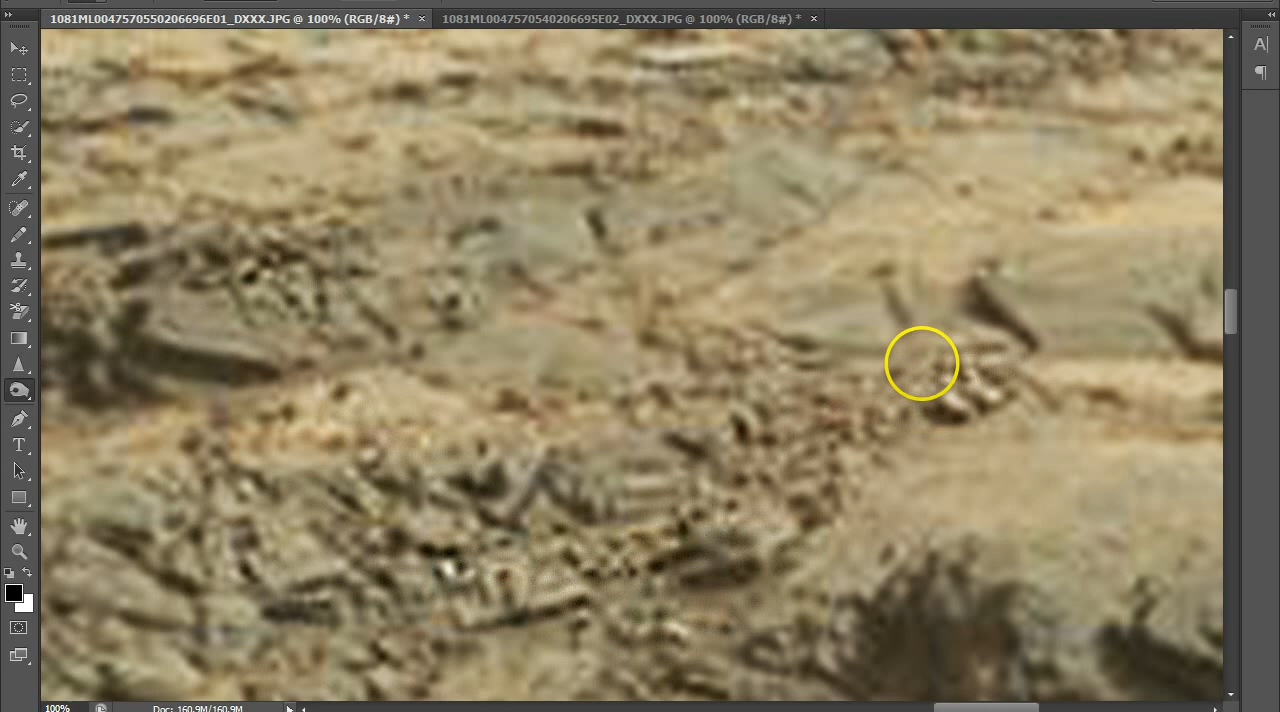 1081ML0047570550206696E01_DXXX.JPG @ 100% (RGB/8#) * ×
1081ML0047570540206695E02_DXXX.JPG @ 100% (RGB/8#) * ×
A
¶
T
100%
Doc: 160.9M/160.9M